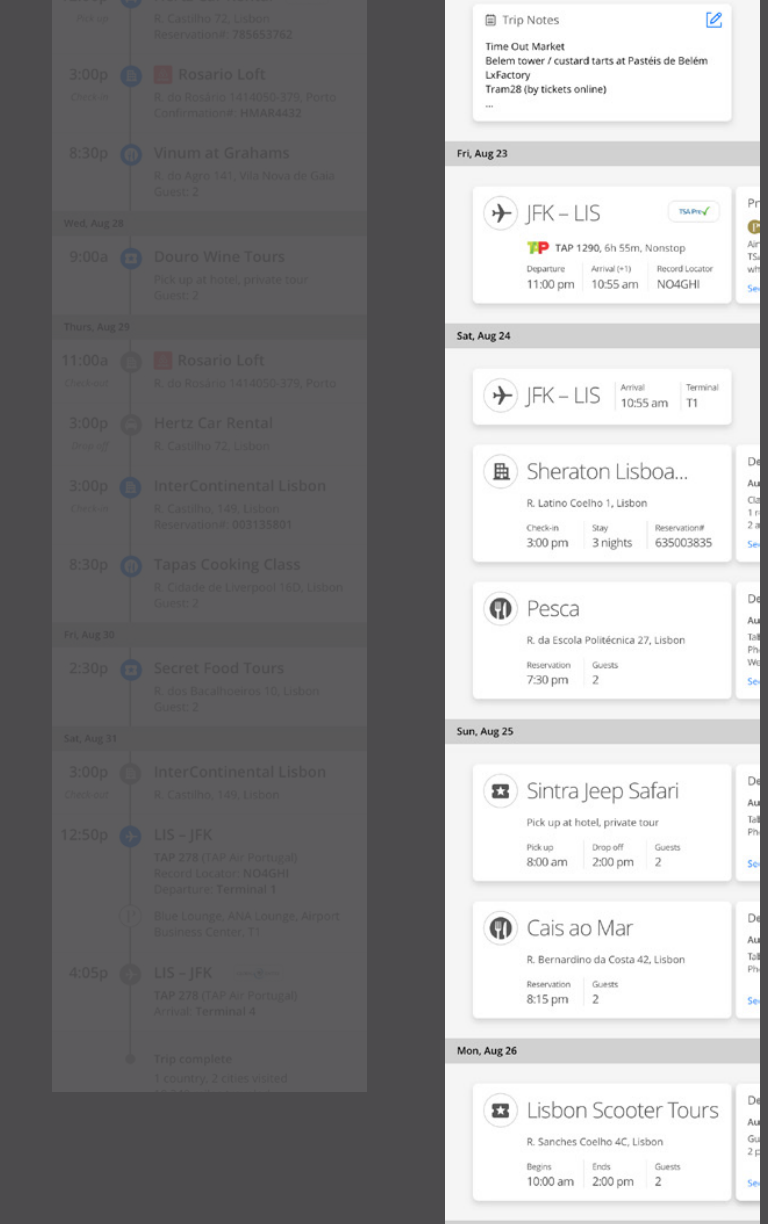 Pick up
R. Castilho 72, Lisbon
Reservation#: 785653762
3:00p
Rosario Loft
Check-in
R. do Rosário 1414050-379, Porto
Confirmation#: HMAR4432
8:30p
Vinum at Grahams
R. do Agro 141, Vila Nova de Gaia
Guest: 2
Wed, Aug 28
9:00a
Douro Wine Tours
Pick up at hotel, private tour
Guest: 2
Thurs, Aug 29
11:00a
Rosario Loft
Check-out
R. do Rosário 1414050-379, Porto
3:00p
Hertz Car Rental
Drop off
R. Castilho 72, Lisbon
3:00p
InterContinental Lisbon
Check-in
R. Castilho, 149, Lisbon
Reservation#: 003135801
8:30p
Tapas Cooking Class
R. Cidade de Liverpool 16D, Lisbon
Guest: 2
Fri, Aug 30
2:30p
Secret Food Tours
R. dos Bacalhoeiros 10, Lisbon
Guest: 2
Sat, Aug 31
3:00p
InterContinental Lisbon
Check-out
R. Castilho, 149, Lisbon
12:50p
LIS – JFK
TAP 278 (TAP Air Portugal)
Record Locator: NO4GHI
Departure: Terminal 1
Blue Lounge, ANA Lounge, Airport
Business Center, T1
4:05p
LIS – JFK
TAP 278 (TAP Air Portugal)
Arrival: Terminal 4
Trip complete
1 country, 2 cities visited
Trip Notes
Time Out Market
Belem tower / custard tarts at Pastéis de Belém
LxFactory
Tram28 (by tickets online)
...
Fri, Aug 23
JFK – LIS
TSA Pre✓
TAP TAP 1290, 6h 55m, Nonstop
Departure Arrival (+1) Record Locator
11:00 pm 10:55 am NO4GHI
Sat, Aug 24
JFK – LIS
Arrival Terminal
10:55 am T1
Sheraton Lisboa...
R. Latino Coelho 1, Lisbon
Check-in Stay Reservation#
3:00 pm 3 nights 635003835
Pesca
R. da Escola Politécnica 27, Lisbon
Reservation Guests
7:30 pm 2
Sun, Aug 25
Sintra Jeep Safari
Pick up at hotel, private tour
Pick up Drop off Guests
8:00 am 2:00 pm 2
Cais ao Mar
R. Bernardino da Costa 42, Lisbon
Reservation Guests
8:15 pm 2
Mon, Aug 26
Lisbon Scooter Tours
R. Sanches Coelho 4C, Lisbon
Begins Ends Guests
10:00 am 2:00 pm 2